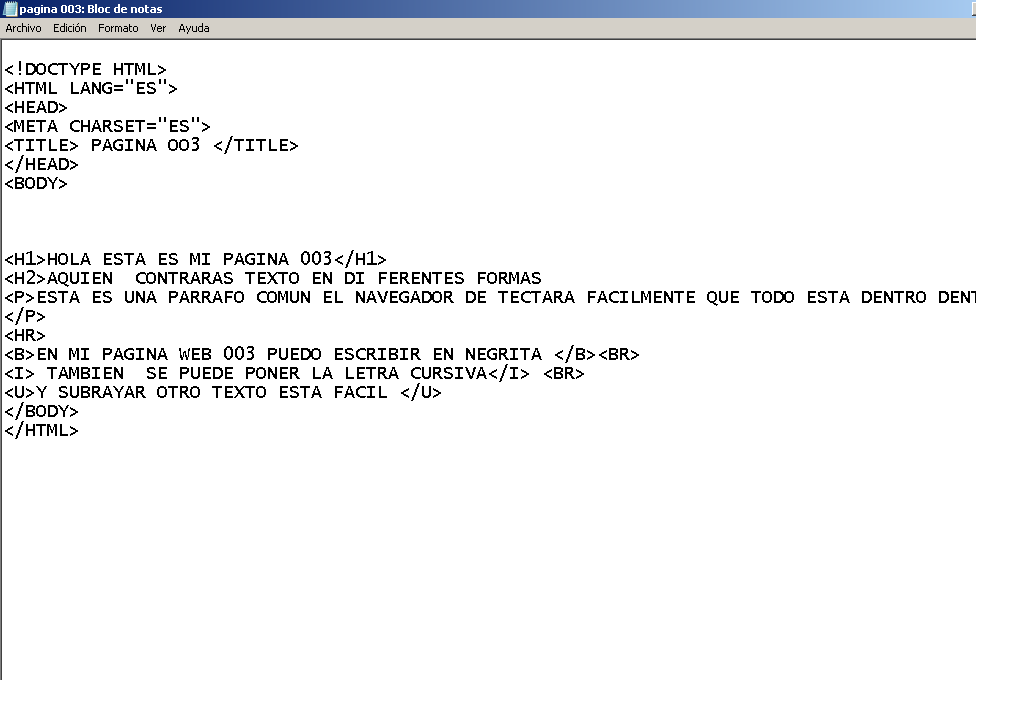 pagina 003: Bloc de notas
Archivo Edición Formato Ver Ayuda
<!DOCTYPE HTML>
<HTML LANG="ES">
<HEAD>
<META CHARSET="ES">
<TITLE> PAGINA OO3 </TITLE>
</HEAD>
<BODY>
<H1>HOLA ESTA ES MI PAGINA 003</H1>
<H2>AQUIEN  CONTRARAS TEXTO EN DI FERENTES FORMAS
<P>ESTA ES UNA PARRAFO COMUN EL NAVEGADOR DE TECTARA FACILMENTE QUE TODO ESTA DENTRO DENT
</P>
<HR>
<B>EN MI PAGINA WEB 003 PUEDO ESCRIBIR EN NEGRITA </B><BR>
<I> TAMBIEN  SE PUEDE PONER LA LETRA CURSIVA</I> <BR>
<U>Y SUBRAYAR OTRO TEXTO ESTA FACIL </U>
</BODY>
</HTML>